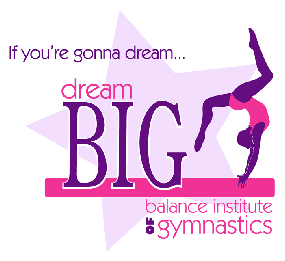 If you're gonna dream...
dream
BIG
balance institute
OF gymnastics